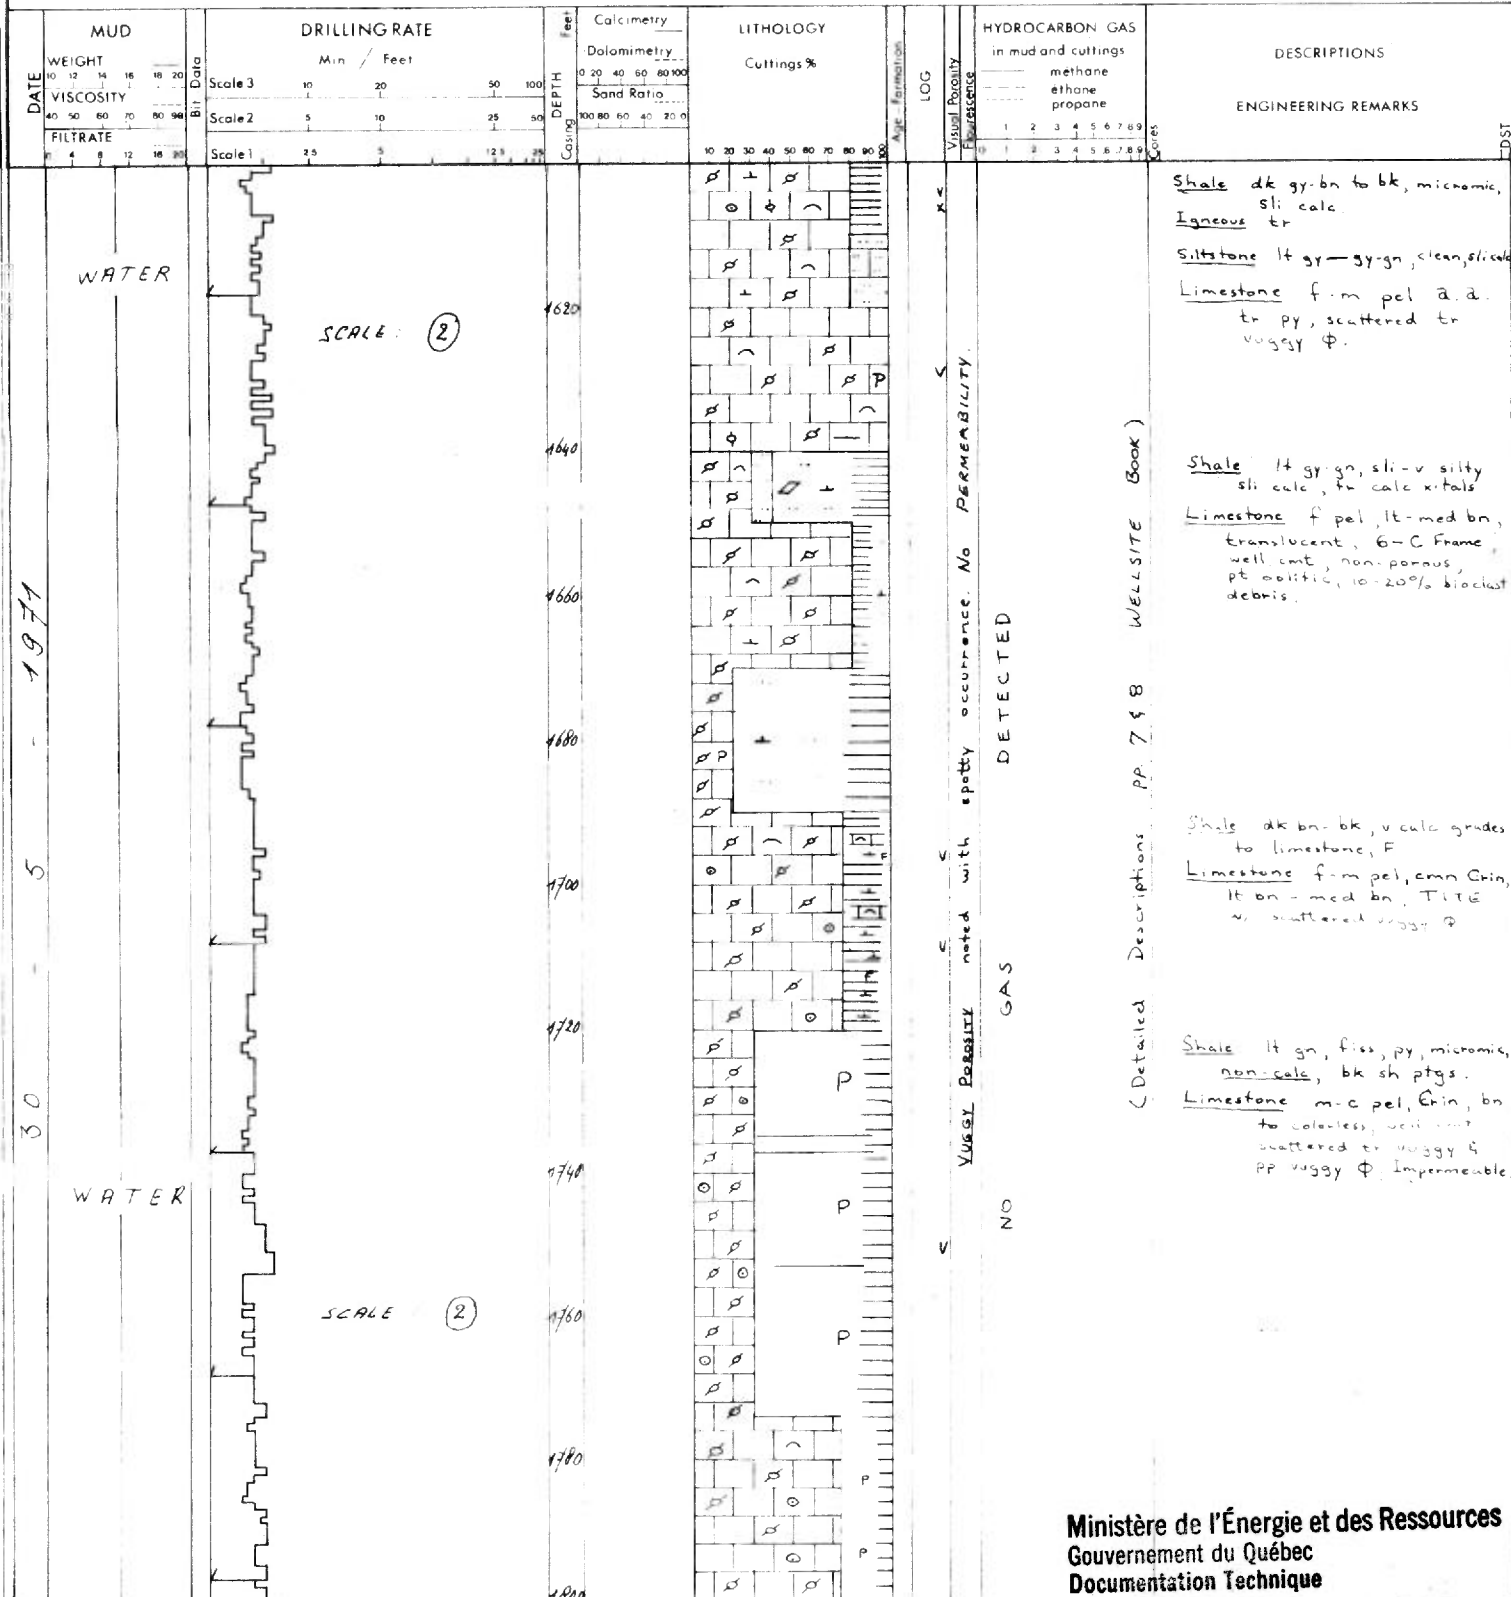 DATE
MUD
WEIGHT
10 12 14 16 18 20
VISCOSITY
40 50 60 70 80 90
FILTRATE
0 4 8 12 16 20
Bit Data
DRILLING RATE
Min / Feet
Scale 3 10 20 50 100
Scale 2 5 10 25 50
Scale 1 2.5 5 12.5 25
Feet
DEPTH
Casing
Calcimetry
Dolomimetry
0 20 40 60 80 100
Sand Ratio
100 80 60 40 20 0
LITHOLOGY
Cuttings %
10 20 30 40 50 60 70 80 90 100
Age - Formation
LOG
Visual Porosity
Fluorescence
HYDROCARBON GAS
in mud and cuttings
methane
ethane
propane
1 2 3 4 5 6 7 8 9
0 1 2 3 4 5 6 7 8 9
Cores
DESCRIPTIONS
ENGINEERING REMARKS
DST
30 - 5 - 1971
WATER
SCALE : 2
1620
1640
1660
1680
1700
1720
1740
1760
1780
1800
WATER
SCALE 2
VUGGY POROSITY noted with spotty occurrence. No PERMEABILITY.
NO GAS DETECTED
(Detailed Descriptions PP. 7 & 8 WELLSITE BOOK)
Shale dk gy-bn to bk, micromic,
sli calc
Igneous tr
Siltstone lt gy — gy-gn, clean, sli calc
Limestone f-m pel a.a.
tr py, scattered tr
vuggy Φ.
Shale lt gy gn, sli-v silty
sli calc, tr calc x-tals
Limestone f pel, lt-med bn,
translucent, 6-C Frame
well cmt, non-porous,
pt oolitic, 10-20% bioclast
debris.
Shale dk bn-bk, v calc grades
to limestone, F
Limestone f-m pel, cmn Crin,
lt bn - med bn, TITE
scattered vuggy Φ
Shale lt gn, fiss, py, micromic,
non-calc, bk sh ptgs.
Limestone m-c pel, Crin, bn
to colorless,
scattered tr vuggy &
pp vuggy Φ Impermeable
Ministère de l'Énergie et des Ressources
Gouvernement du Québec
Documentation Technique